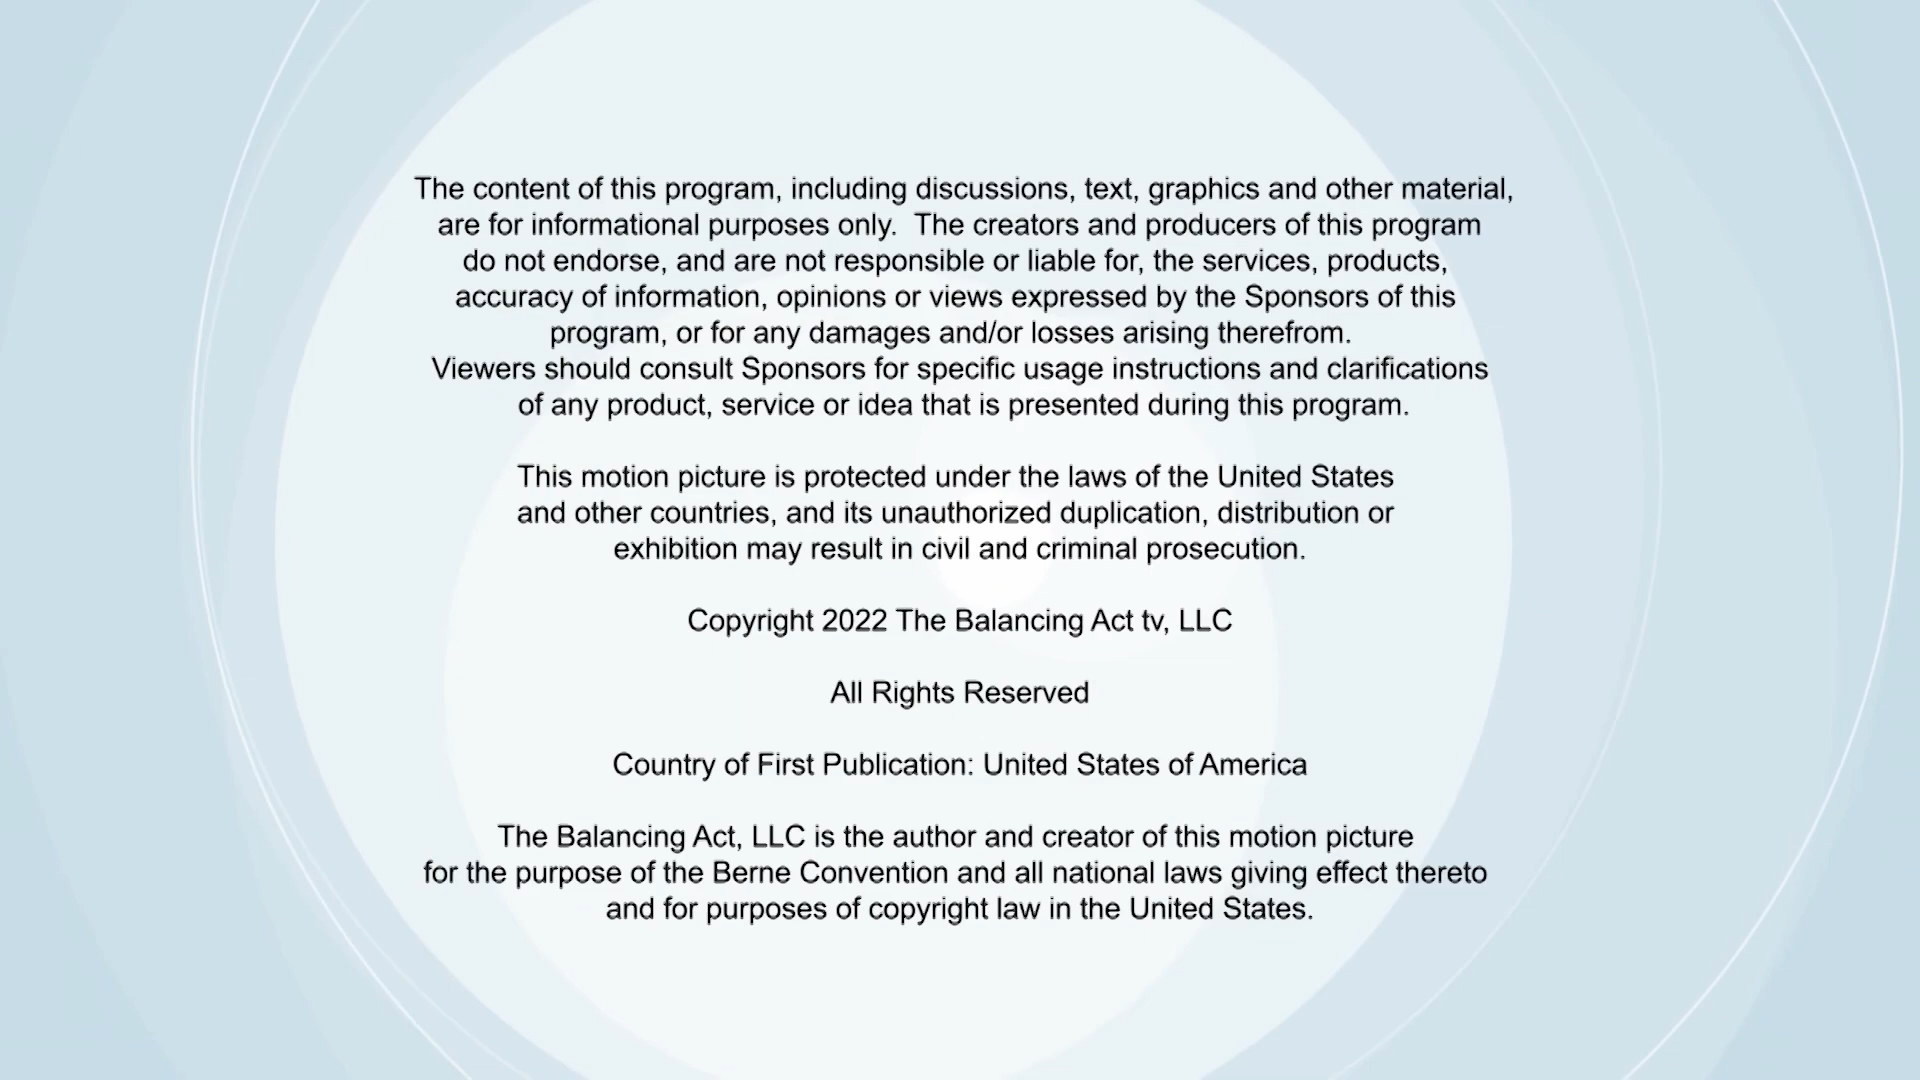 The content of this program, including discussions, text, graphics and other material,
are for informational purposes only.  The creators and producers of this program
do not endorse, and are not responsible or liable for, the services, products,
accuracy of information, opinions or views expressed by the Sponsors of this
program, or for any damages and/or losses arising therefrom.
Viewers should consult Sponsors for specific usage instructions and clarifications
of any product, service or idea that is presented during this program.
This motion picture is protected under the laws of the United States
and other countries, and its unauthorized duplication, distribution or
exhibition may result in civil and criminal prosecution.
Copyright 2022 The Balancing Act tv, LLC
All Rights Reserved
Country of First Publication: United States of America
The Balancing Act, LLC is the author and creator of this motion picture
for the purpose of the Berne Convention and all national laws giving effect thereto
and for purposes of copyright law in the United States.